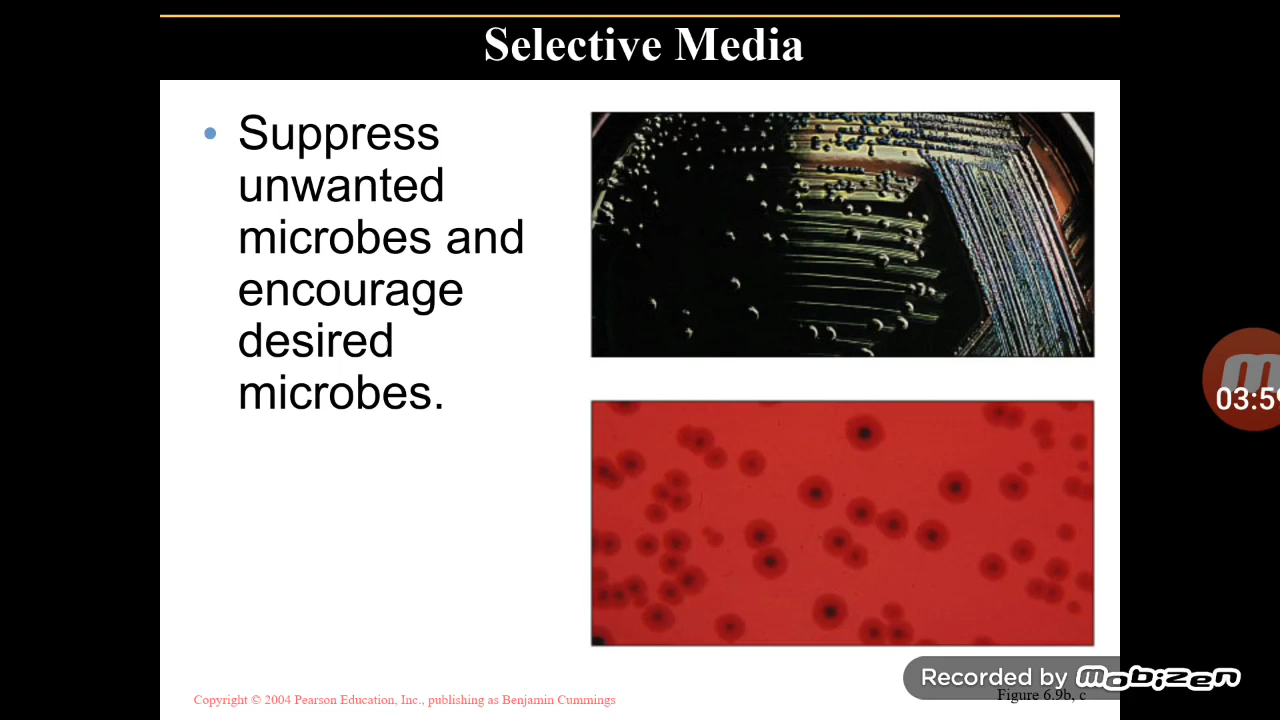 Selective Media
• Suppress
unwanted
microbes and
encourage
desired
microbes.
03:59
Recorded by mobizen
Figure 6.9b, c
Copyright © 2004 Pearson Education, Inc., publishing as Benjamin Cummings